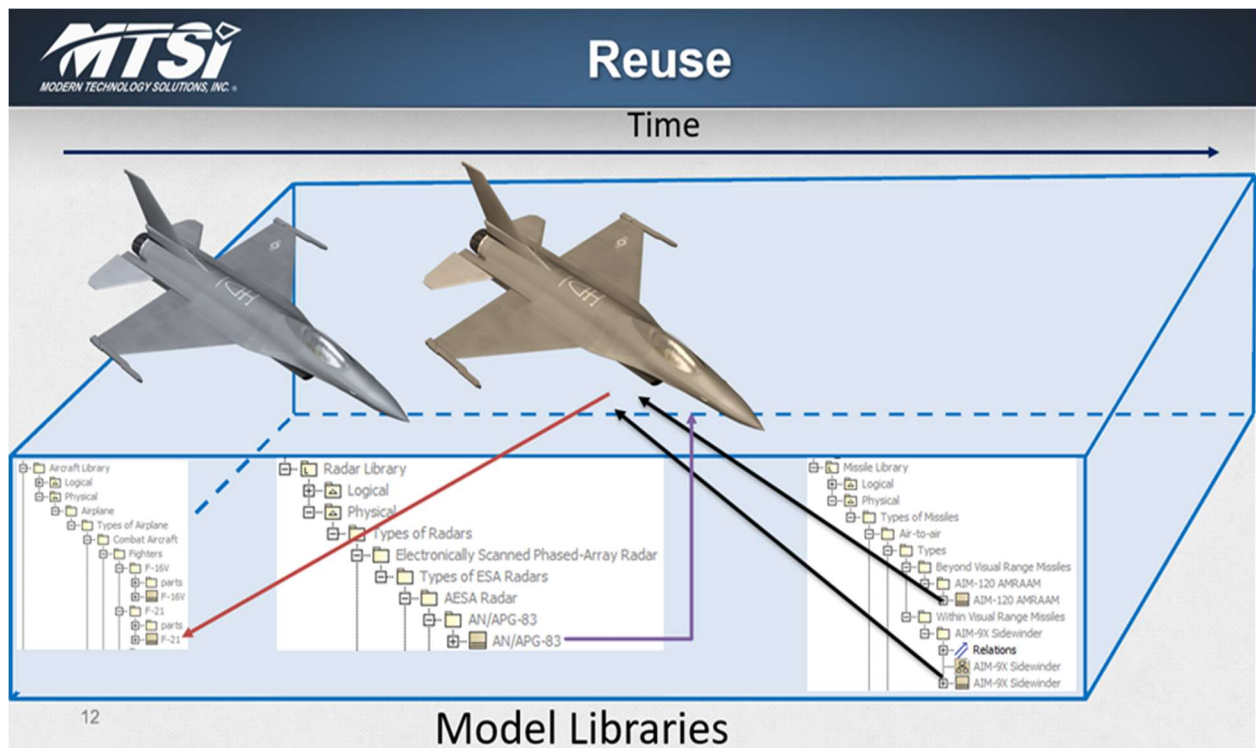 MTSi
MODERN TECHNOLOGY SOLUTIONS, INC.®
Reuse
Time
Aircraft Library
Logical
Physical
Airplane
Types of Airplane
Combat Aircraft
Fighters
F-16V
parts
F-16V
F-21
parts
F-21
L Radar Library
Logical
Physical
Types of Radars
Electronically Scanned Phased-Array Radar
Types of ESA Radars
AESA Radar
AN/APG-83
AN/APG-83
Missile Library
Logical
Physical
Types of Missiles
Air-to-air
Types
Beyond Visual Range Missiles
AIM-120 AMRAAM
AIM-120 AMRAAM
Within Visual Range Missiles
AIM-9X Sidewinder
Relations
AIM-9X Sidewinder
AIM-9X Sidewinder
12
Model Libraries